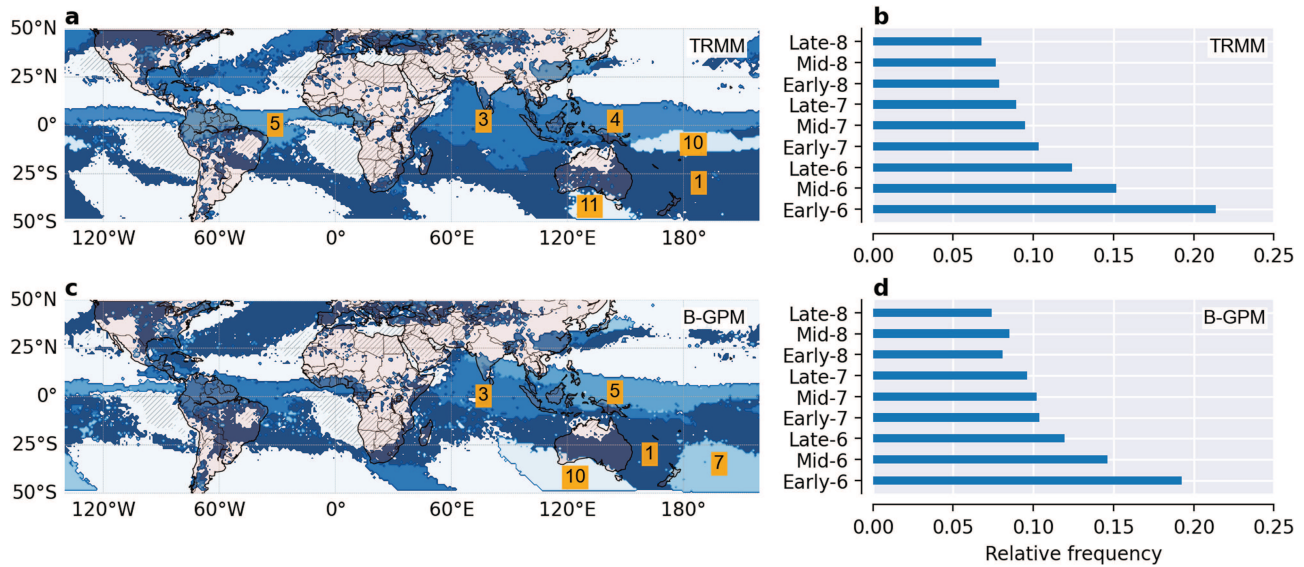 a
50°N
25°N
0°
25°S
50°S
TRMM
5
3
4
10
1
11
120°W
60°W
0°
60°E
120°E
180°
b
TRMM
Late-8
Mid-8
Early-8
Late-7
Mid-7
Early-7
Late-6
Mid-6
Early-6
0.00 0.05 0.10 0.15 0.20 0.25
c
50°N
25°N
0°
25°S
50°S
B-GPM
3
5
1
7
10
120°W
60°W
0°
60°E
120°E
180°
d
B-GPM
Late-8
Mid-8
Early-8
Late-7
Mid-7
Early-7
Late-6
Mid-6
Early-6
0.00 0.05 0.10 0.15 0.20 0.25
Relative frequency